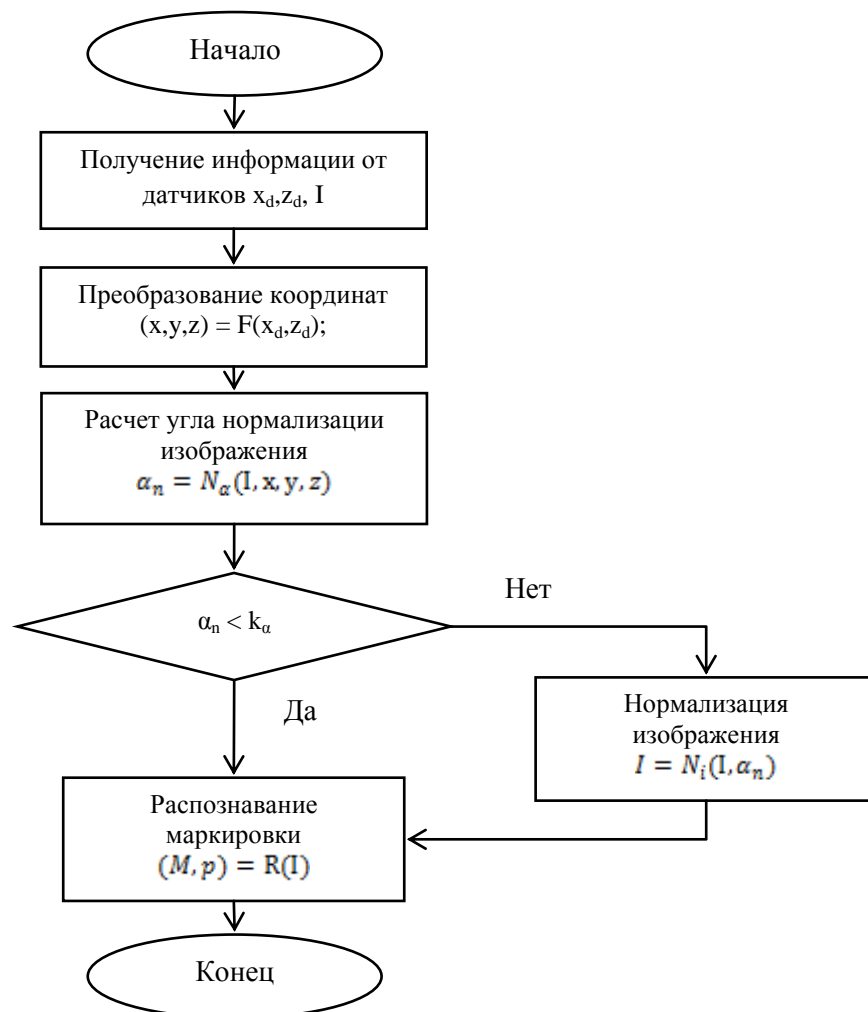 Начало
Получение информации от
датчиков x_d,z_d, I
Преобразование координат
(x,y,z) = F(x_d,z_d);
Расчет угла нормализации
изображения
α_n = N_α(I, x, y, z)
α_n < k_α
Нет
Да
Нормализация
изображения
I = N_i(I, α_n)
Распознавание
маркировки
(M, p) = R(I)
Конец